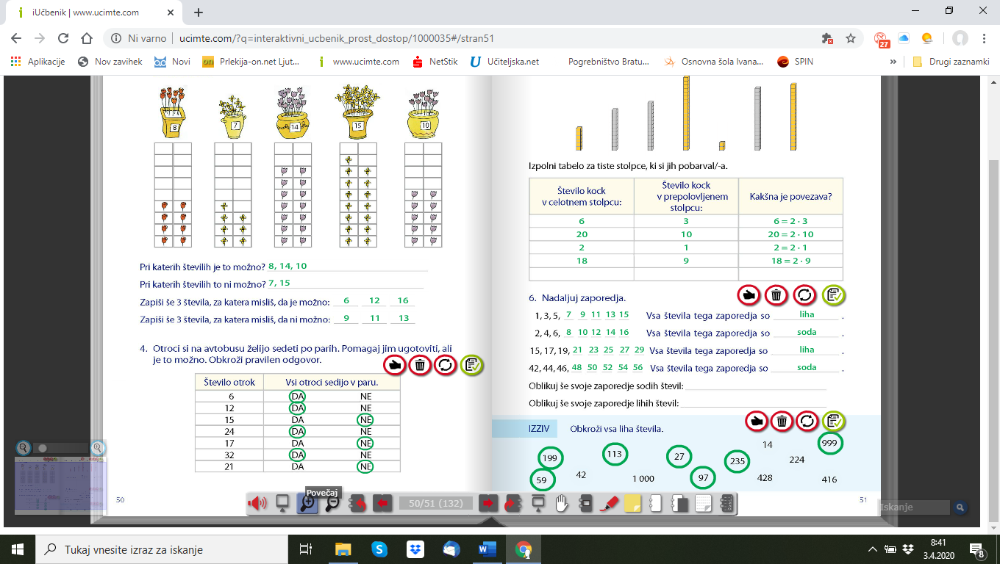 iUčbenik | www.ucimte.com
Ni varno | ucimte.com/?q=interaktivni_ucbenik_prost_dostop/1000035#/stran51
27
Aplikacije Nov zavihek Novi Prlekija-on.net Ljut... www.ucimte.com NetStik Učiteljska.net Pogrebništvo Bratu... Osnovna šola Ivana... SPIN » Drugi zaznamki
8 7 14 15 10
Pri katerih številih je to možno? 8, 14, 10
Pri katerih številih to ni možno? 7, 15
Zapiši še 3 števila, za katera misliš, da je možno: 6 12 16
Zapiši še 3 števila, za katera misliš, da ni možno: 9 11 13
4. Otroci si na avtobusu želijo sedeti po parih. Pomagaj jim ugotoviti, ali
je to možno. Obkroži pravilen odgovor.
Število otrok Vsi otroci sedijo v paru.
6 DA NE
12 DA NE
15 DA NE
24 DA NE
17 DA NE
32 DA NE
21 DA NE
50
Izpolni tabelo za tiste stolpce, ki si jih pobarval/-a.
Število kock
v celotnem stolpcu:
Število kock
v prepolovljenem
stolpcu:
Kakšna je povezava?
6 3 6 = 2 · 3
20 10 20 = 2 · 10
2 1 2 = 2 · 1
18 9 18 = 2 · 9
6. Nadaljuj zaporedja.
1, 3, 5, 7 9 11 13 15 Vsa števila tega zaporedja so liha .
2, 4, 6, 8 10 12 14 16 Vsa števila tega zaporedja so soda .
15, 17, 19, 21 23 25 27 29 Vsa števila tega zaporedja so liha .
42, 44, 46, 48 50 52 54 56 Vsa števila tega zaporedja so soda .
Oblikuj še svoje zaporedje sodih števil:
Oblikuj še svoje zaporedje lihih števil:
IZZIV Obkroži vsa liha števila.
199 113 27 235 14 999
59 42 1 000 97 428 224 416
51
Povečaj
50/51 (132)
Iskanje
Tukaj vnesite izraz za iskanje
8:41
3.4.2020
8